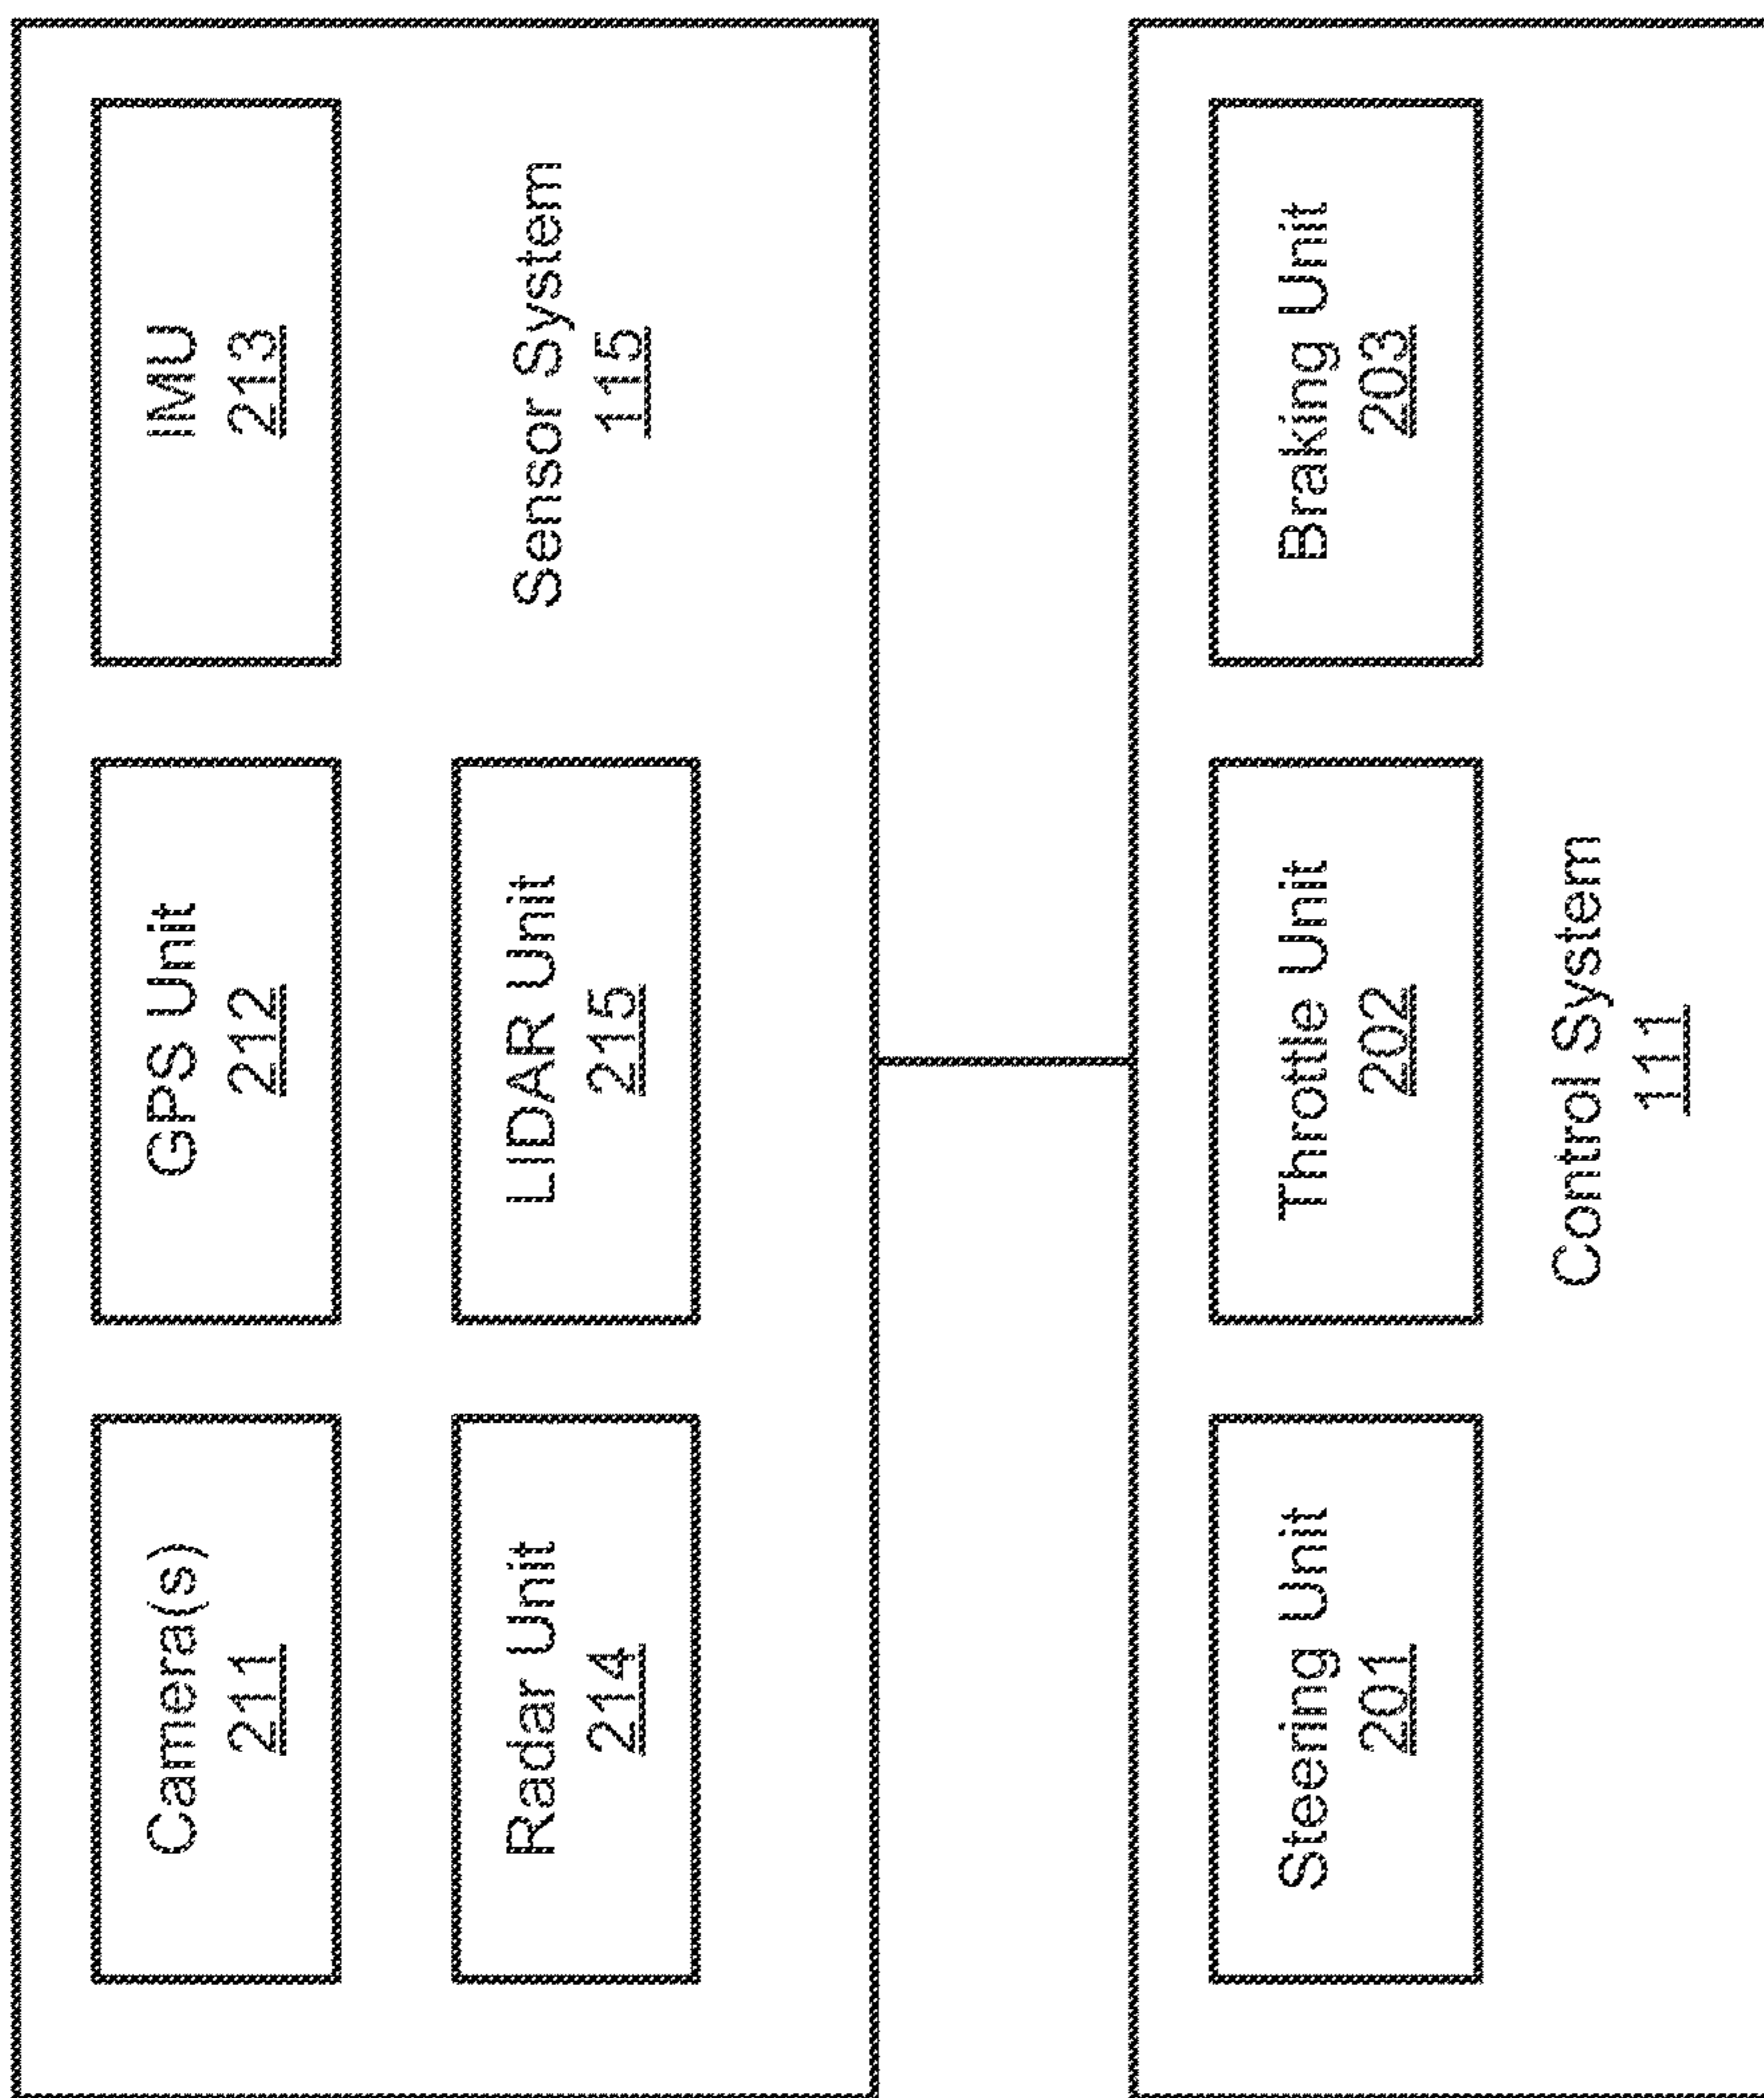 Camera(s)
211
GPS Unit
212
IMU
213
Radar Unit
214
LIDAR Unit
215
Sensor System
115
Steering Unit
201
Throttle Unit
202
Braking Unit
203
Control System
111